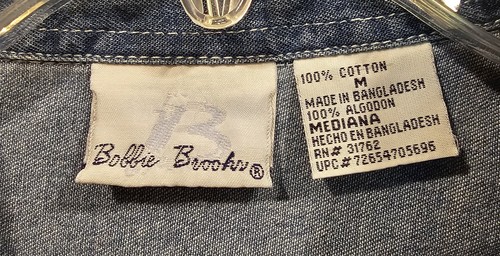 B
Bobbie Brooks®
100% COTTON
M
MADE IN BANGLADESH
100% ALGODON
MEDIANA
HECHO EN BANGLADESH
RN# 31762
UPC# 72654705696